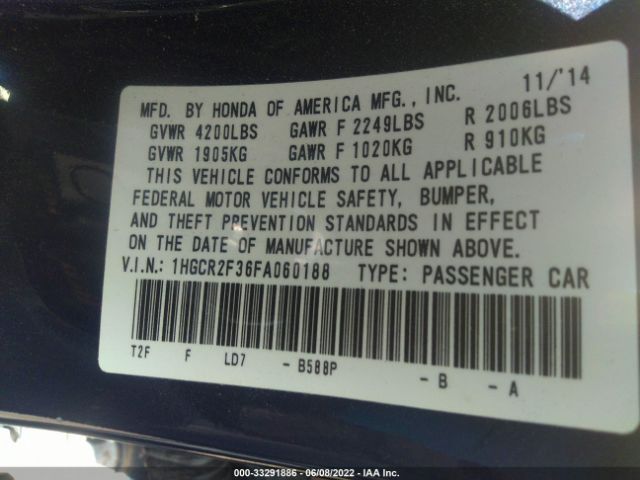 11/'14
MFD. BY HONDA OF AMERICA MFG., INC.
GVWR 4200LBS GAWR F 2249LBS R 2006LBS
GVWR 1905KG GAWR F 1020KG R 910KG
THIS VEHICLE CONFORMS TO ALL APPLICABLE
FEDERAL MOTOR VEHICLE SAFETY, BUMPER,
AND THEFT PREVENTION STANDARDS IN EFFECT
ON THE DATE OF MANUFACTURE SHOWN ABOVE.
V.I.N.: 1HGCR2F36FA060188 TYPE: PASSENGER CAR
T2F F LD7 - B588P - B - A
000-33291886 - 06/08/2022 - IAA Inc.